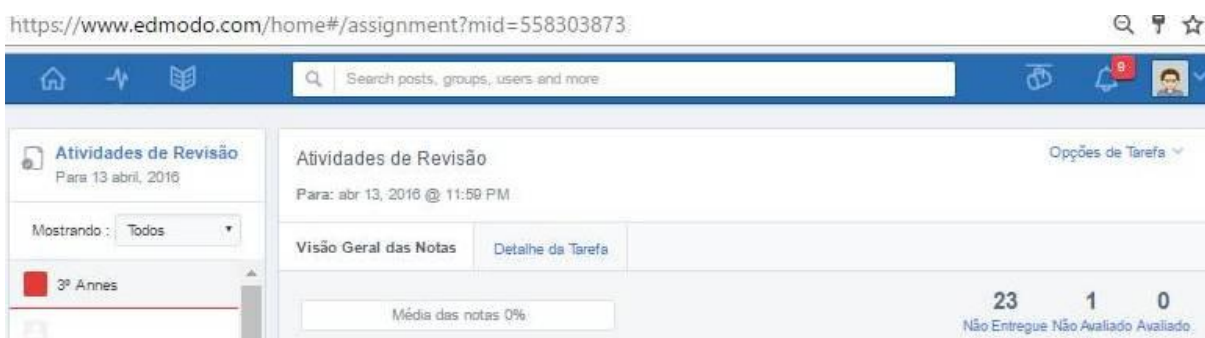 https://www.edmodo.com/home#/assignment?mid=558303873
Search posts, groups, users and more
9
Atividades de Revisão
Para 13 abril, 2016
Mostrando : Todos
3º Annes
Atividades de Revisão
Opções de Tarefa
Para: abr 13, 2016 @ 11:59 PM
Visão Geral das Notas
Detalhe da Tarefa
Média das notas 0%
23 1 0
Não Entregue Não Avaliado Avaliado